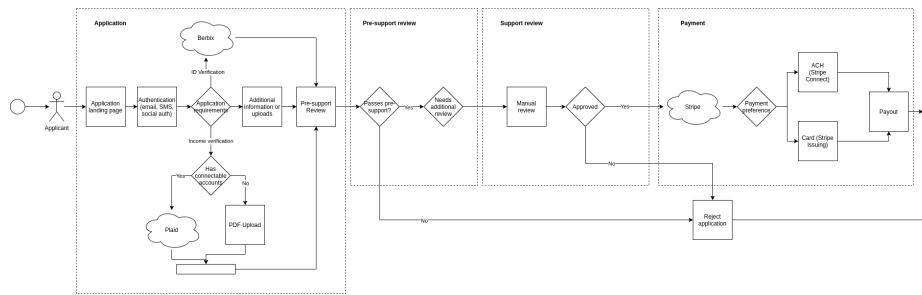 Application
Pre-support review
Support review
Payment
Berbix
ID Verification
Applicant
Application
landing page
Authentication
(email, SMS,
social auth)
Application
requirements
Additional
information or
uploads
Pre-support
Review
Passes pre-
support?
Yes
Needs
additional
review
Manual
review
Approved
Yes
Stripe
Payment
preference
ACH
(Stripe
Connect)
Card (Stripe
Issuing)
Payout
Income verification
Has
connectable
accounts
Yes
No
Plaid
PDF Upload
No
No
Reject
application